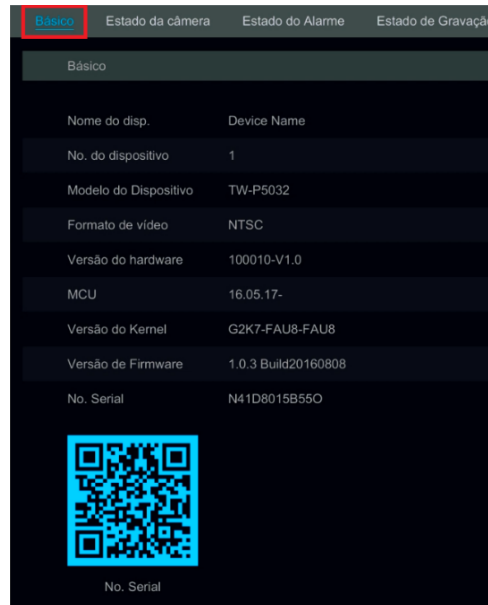 Básico Estado da câmera Estado do Alarme Estado de Gravação
Básico
Nome do disp. Device Name
No. do dispositivo 1
Modelo do Dispositivo TW-P5032
Formato de vídeo NTSC
Versão do hardware 100010-V1.0
MCU 16.05.17-
Versão do Kernel G2K7-FAU8-FAU8
Versão de Firmware 1.0.3 Build20160808
No. Serial N41D8015B55O
No. Serial